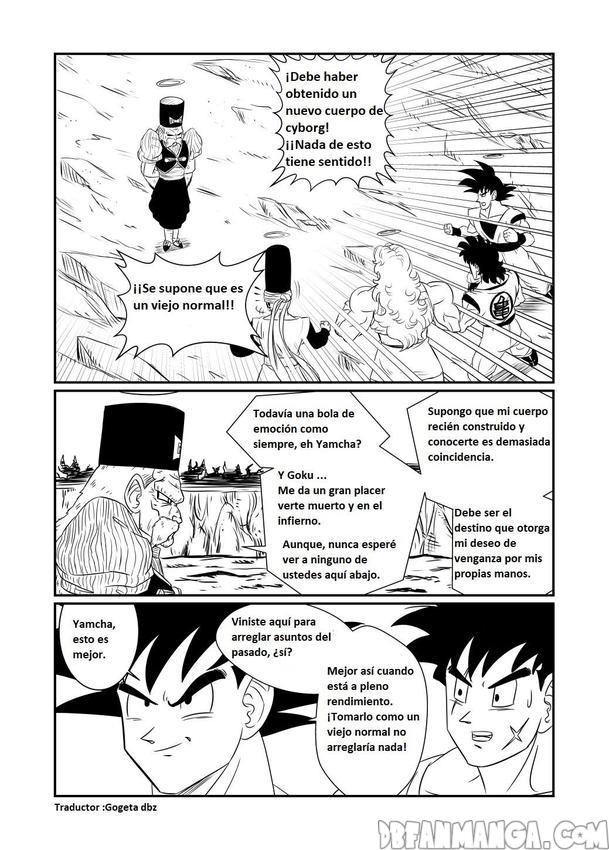 ¡Debe haber
obtenido un
nuevo cuerpo de
cyborg!
¡¡Nada de esto
tiene sentido!!
¡¡Se supone que es
un viejo normal!!
Todavía una bola de
emoción como
siempre, eh Yamcha?
Y Goku ...
Me da un gran placer
verte muerto y en el
infierno.
Aunque, nunca esperé
ver a ninguno de
ustedes aquí abajo.
Supongo que mi cuerpo
recién construido y
conocerte es demasiada
coincidencia.
Debe ser el
destino que otorga
mi deseo de
venganza por mis
propias manos.
Yamcha,
esto es
mejor.
Viniste aquí para
arreglar asuntos del
pasado, ¿sí?
Mejor así cuando
está a pleno
rendimiento.
¡Tomarlo como un
viejo normal no
arreglaría nada!
Traductor :Gogeta dbz
DBFANMANGA.COM